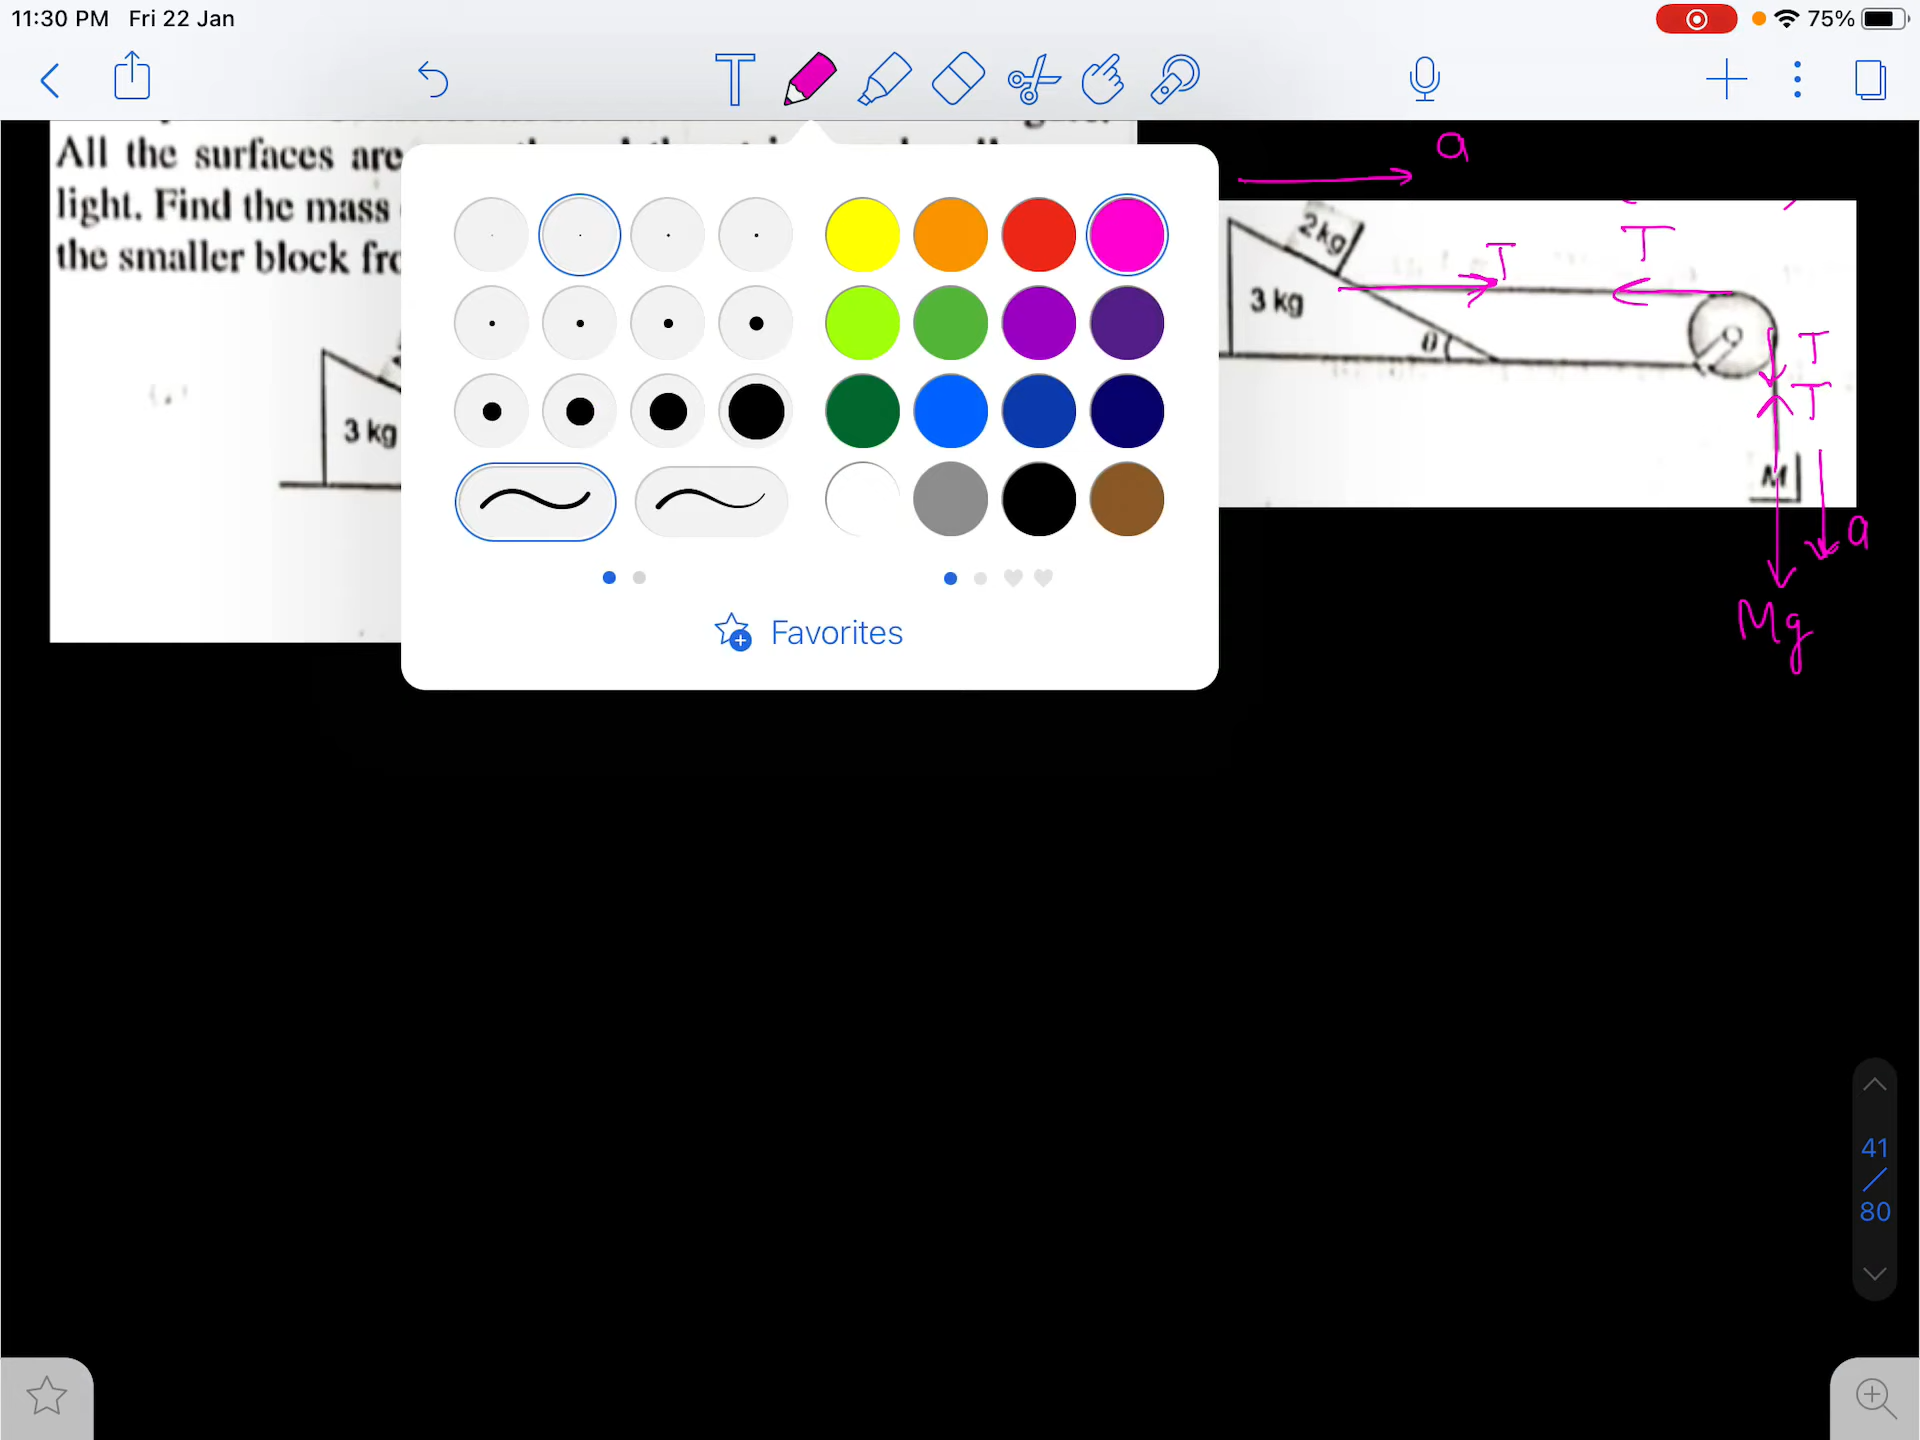 11:30 PM Fri 22 Jan
75%
T
All the surfaces are
light. Find the mass
the smaller block
3 kg
Favorites
a
2kg
3 kg
θ
T
T
T
T
M
a
Mg
41
80